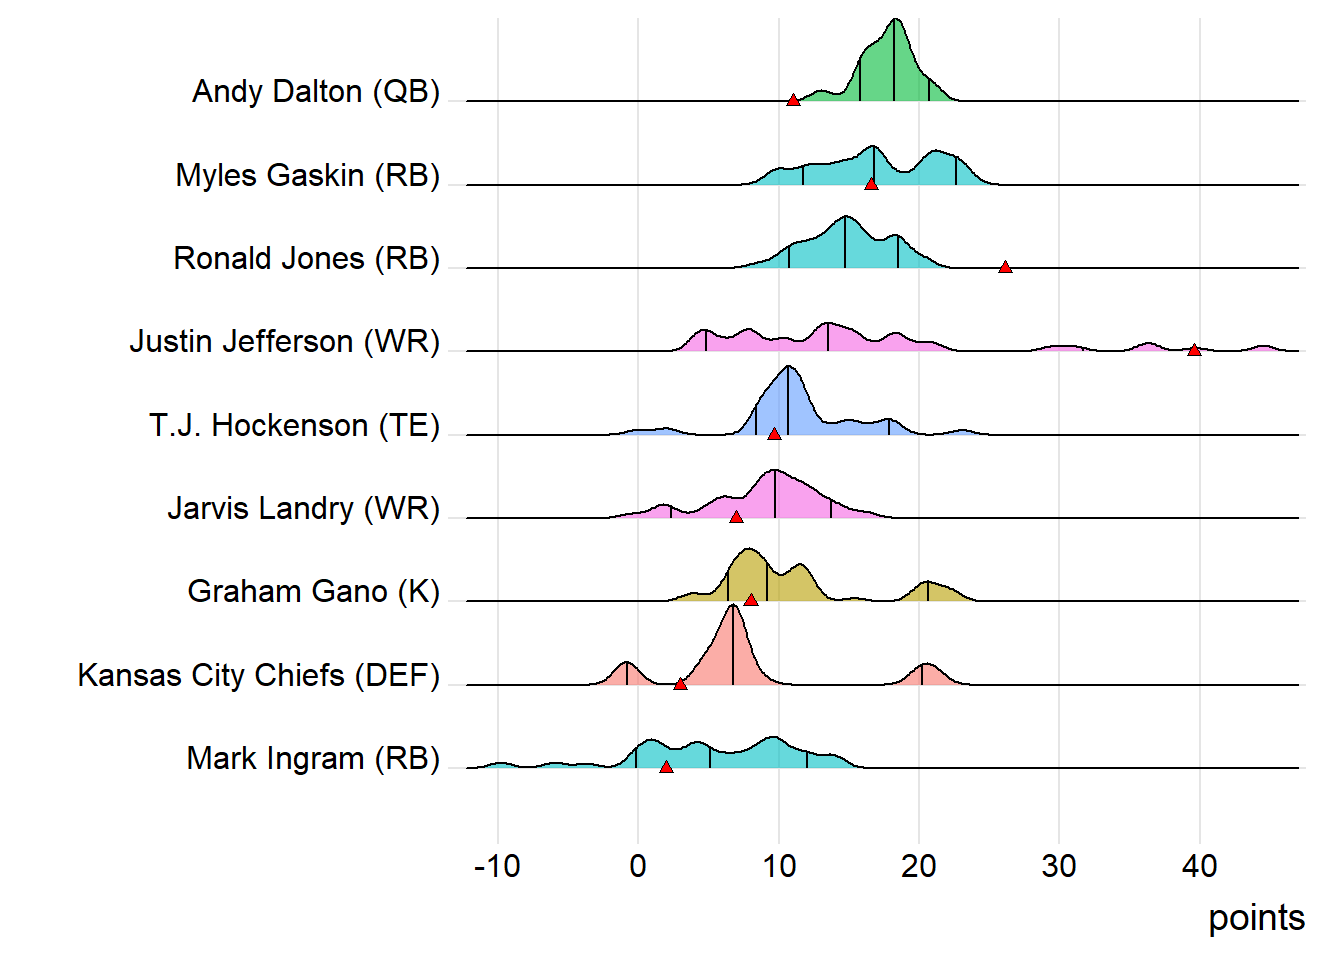 Andy Dalton (QB)
Myles Gaskin (RB)
Ronald Jones (RB)
Justin Jefferson (WR)
T.J. Hockenson (TE)
Jarvis Landry (WR)
Graham Gano (K)
Kansas City Chiefs (DEF)
Mark Ingram (RB)
-10 0 10 20 30 40
points